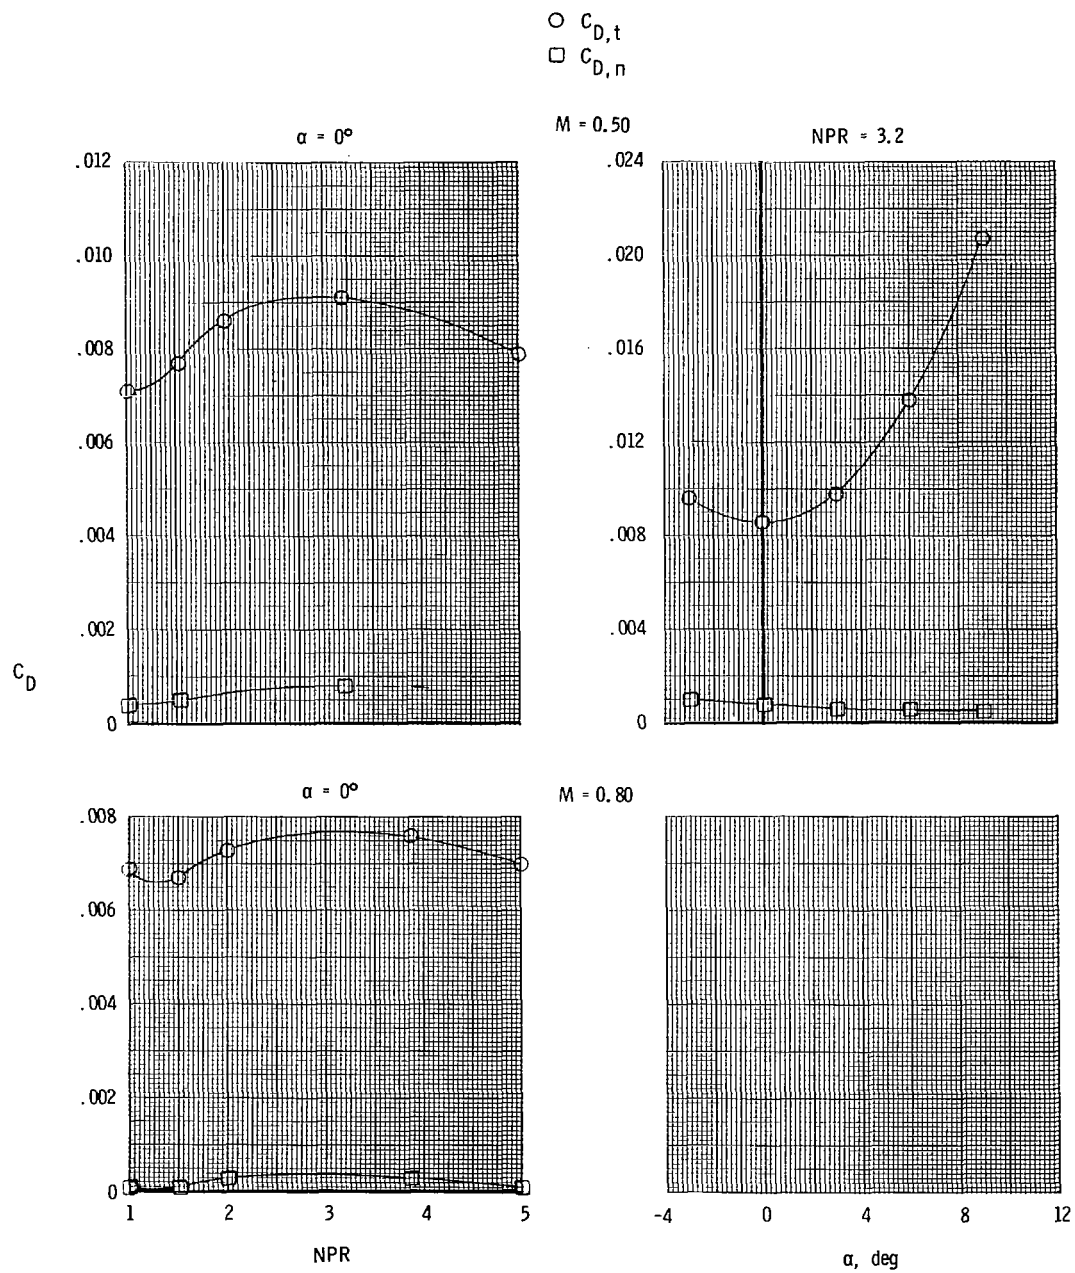 C_D,t
C_D,n
M = 0.50
α = 0°
NPR = 3.2
.012
.010
.008
.006
.004
.002
0
.024
.020
.016
.012
.008
.004
0
C_D
M = 0.80
α = 0°
.008
.006
.004
.002
0
1 2 3 4 5
NPR
-4 0 4 8 12
α, deg